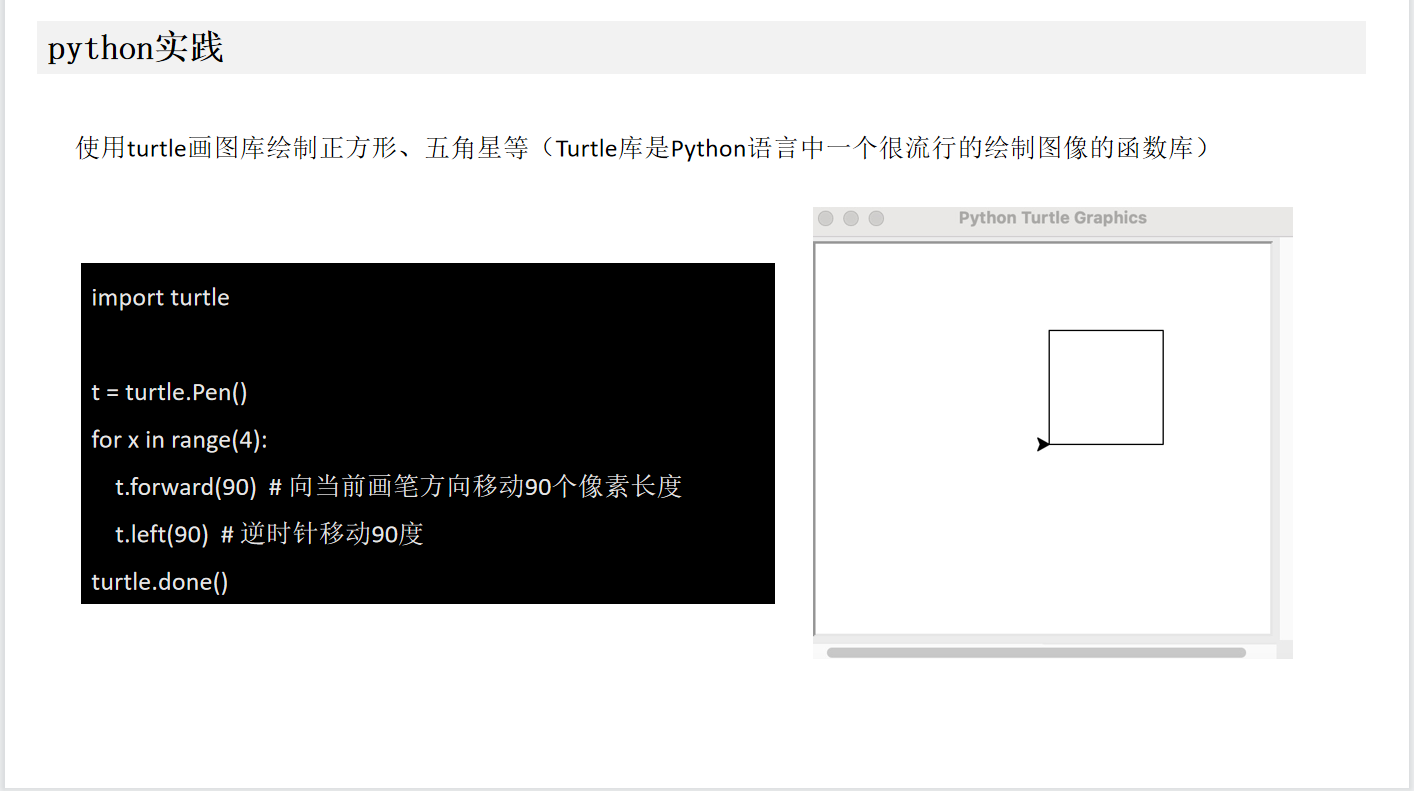 python实践
使用turtle画图库绘制正方形、五角星等（Turtle库是Python语言中一个很流行的绘制图像的函数库）
Python Turtle Graphics
import turtle
t = turtle.Pen()
for x in range(4):
    t.forward(90)  # 向当前画笔方向移动90个像素长度
    t.left(90)  # 逆时针移动90度
turtle.done()